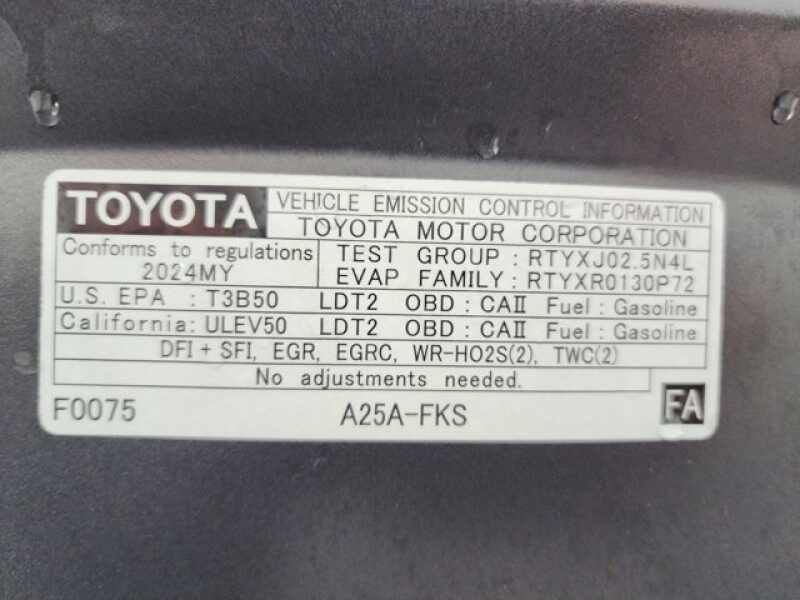 TOYOTA
VEHICLE EMISSION CONTROL INFORMATION
TOYOTA MOTOR CORPORATION
Conforms to regulations
2024MY
TEST GROUP : RTYXJ02.5N4L
EVAP FAMILY : RTYXR0130P72
U.S. EPA : T3B50 LDT2 OBD : CAII Fuel : Gasoline
California: ULEV50 LDT2 OBD : CAII Fuel : Gasoline
DFI + SFI, EGR, EGRC, WR-HO2S(2), TWC(2)
No adjustments needed.
F0075 A25A-FKS FA